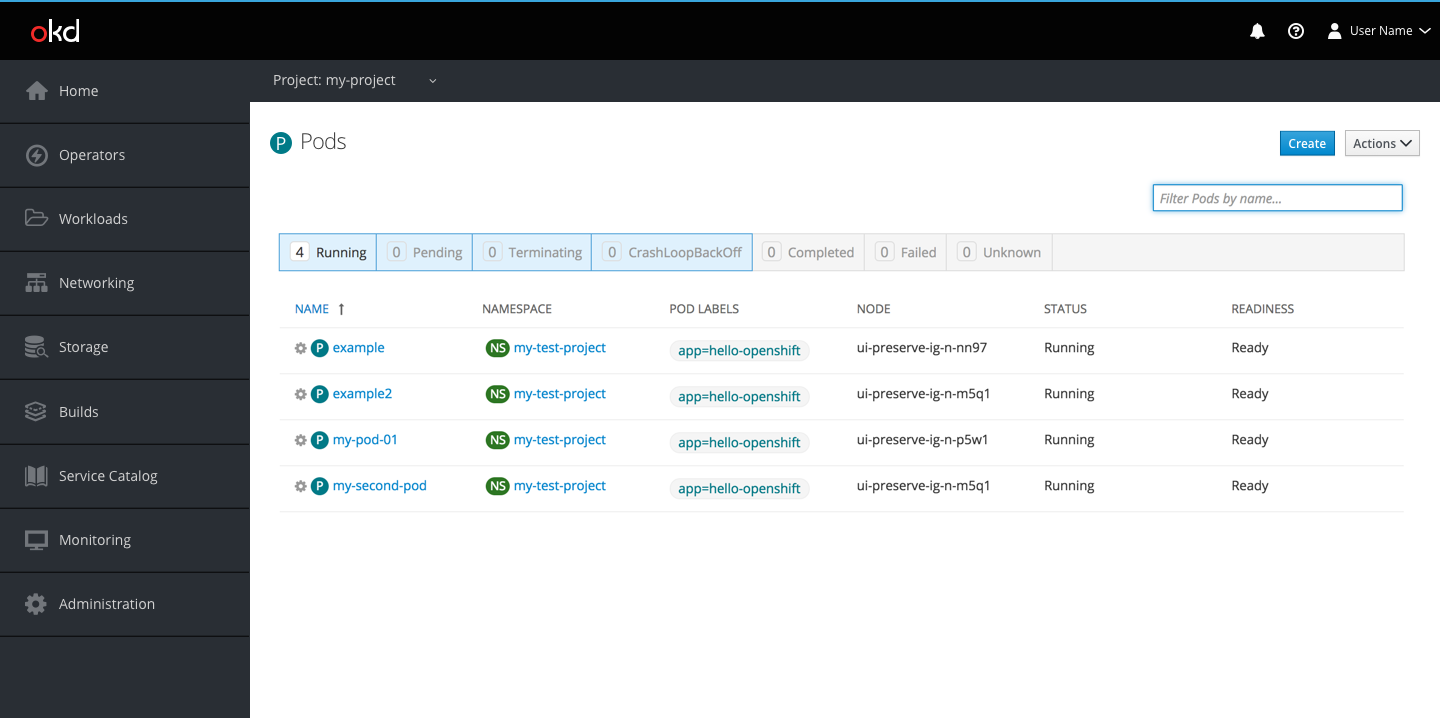 okd
User Name
Home
Operators
Workloads
Networking
Storage
Builds
Service Catalog
Monitoring
Administration
Project: my-project
P Pods
Create Actions
Filter Pods by name...
4 Running 0 Pending 0 Terminating 0 CrashLoopBackOff 0 Completed 0 Failed 0 Unknown
NAME ↑ NAMESPACE POD LABELS NODE STATUS READINESS
P example NS my-test-project app=hello-openshift ui-preserve-ig-n-nn97 Running Ready
P example2 NS my-test-project app=hello-openshift ui-preserve-ig-n-m5q1 Running Ready
P my-pod-01 NS my-test-project app=hello-openshift ui-preserve-ig-n-p5w1 Running Ready
P my-second-pod NS my-test-project app=hello-openshift ui-preserve-ig-n-m5q1 Running Ready